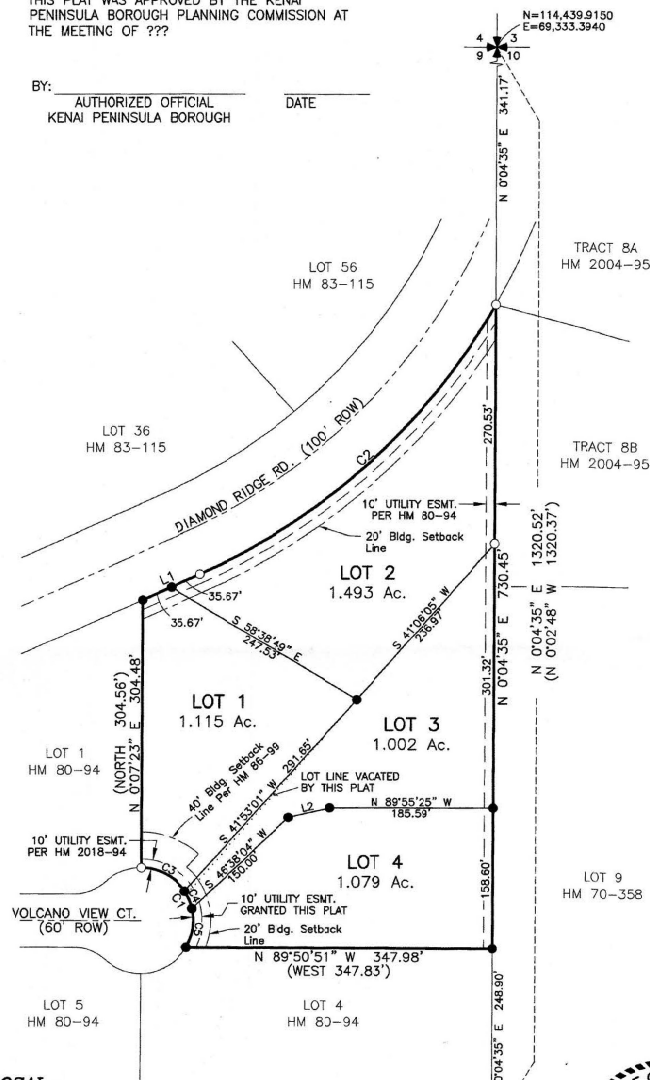 THIS PLAT WAS APPROVED BY THE KENAI
PENINSULA BOROUGH PLANNING COMMISSION AT
THE MEETING OF ???
BY:
AUTHORIZED OFFICIAL
KENAI PENINSULA BOROUGH
DATE
N=114,439.9150
E=69,333.3940
4 3
9 10
N 0°04'35" E 341.17'
TRACT 8A
HM 2004-95
LOT 56
HM 83-115
LOT 36
HM 83-115
DIAMOND RIDGE RD. (100' ROW)
C2
270.53'
TRACT 8B
HM 2004-95
10' UTILITY ESMT.
PER HM 80-94
20' Bldg. Setback
Line
L1
35.67'
35.67'
LOT 2
1.493 Ac.
S 58°38'49" E
247.53'
S 41°06'05" W
236.97'
N 0°04'35" E 730.45'
N 0°04'35" E 1320.52'
(N 0°02'48" W 1320.37')
(NORTH 304.56')
N 0°07'23" E 304.48'
LOT 1
1.115 Ac.
301.32'
LOT 3
1.002 Ac.
LOT 1
HM 80-94
40' Bldg Setback
Line Per HM 86-99
S 41°53'01" W 291.65'
LOT LINE VACATED
BY THIS PLAT
L2
N 89°55'25" W
185.59'
S 46°38'04" W
150.00'
10' UTILITY ESMT.
PER HM 2018-94
C3
C1
C4
C5
LOT 4
1.079 Ac.
158.60'
LOT 9
HM 70-358
VOLCANO VIEW CT.
(60' ROW)
10' UTILITY ESNT.
GRANTED THIS PLAT
20' Bldg. Setback
Line
N 89°50'51" W 347.98'
(WEST 347.83')
LOT 5
HM 80-94
LOT 4
HM 80-94
0°04'35" E 248.90'